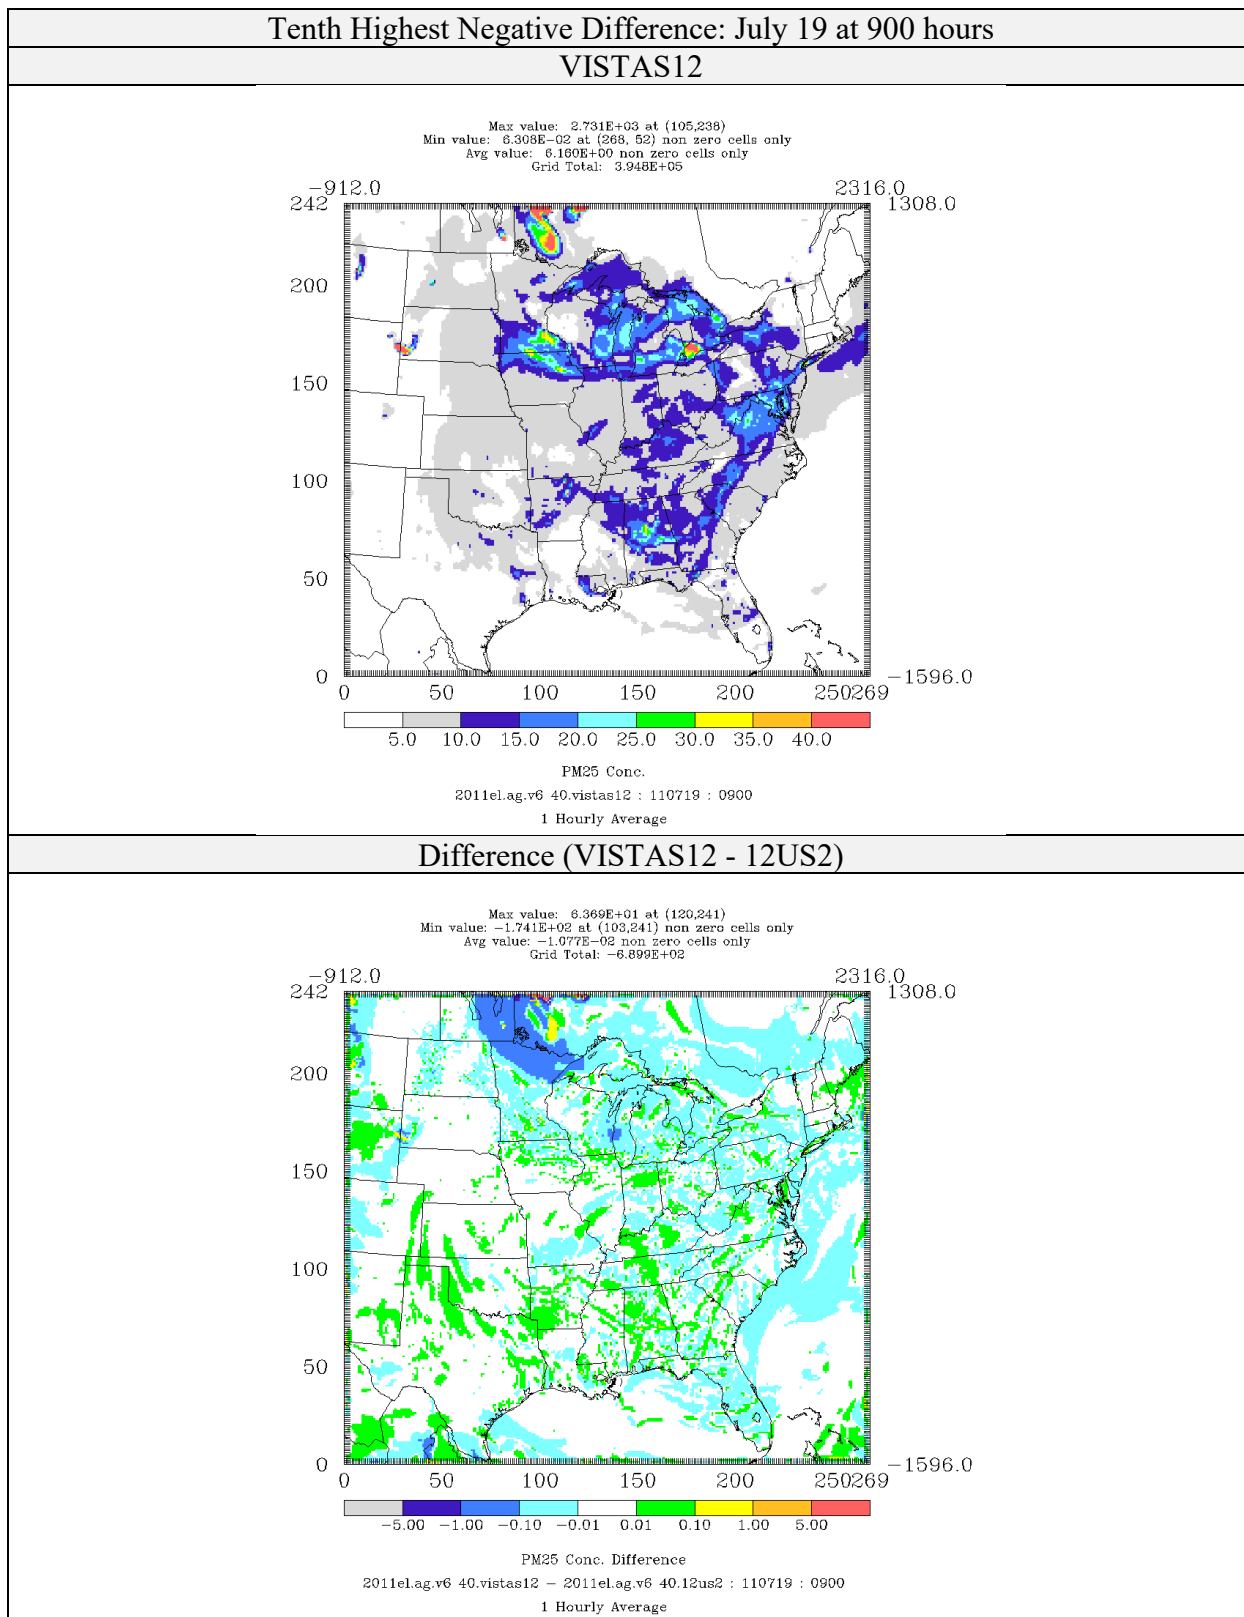 Tenth Highest Negative Difference: July 19 at 900 hours
VISTAS12
Max value: 2.731E+03 at (105,238)
Min value: 6.308E-02 at (268, 52) non zero cells only
Avg value: 6.160E+00 non zero cells only
Grid Total: 3.948E+05
-912.0 2316.0
242 1308.0
200
150
100
50
0 -1596.0
0 50 100 150 200 250269
5.0 10.0 15.0 20.0 25.0 30.0 35.0 40.0
PM25 Conc.
2011el.ag.v6 40.vistas12 : 110719 : 0900
1 Hourly Average
Difference (VISTAS12 - 12US2)
Max value: 6.369E+01 at (120,241)
Min value: -1.741E+02 at (103,241) non zero cells only
Avg value: -1.077E-02 non zero cells only
Grid Total: -6.899E+02
-912.0 2316.0
242 1308.0
200
150
100
50
0 -1596.0
0 50 100 150 200 250269
-5.00 -1.00 -0.10 -0.01 0.01 0.10 1.00 5.00
PM25 Conc. Difference
2011el.ag.v6 40.vistas12 - 2011el.ag.v6 40.12us2 : 110719 : 0900
1 Hourly Average